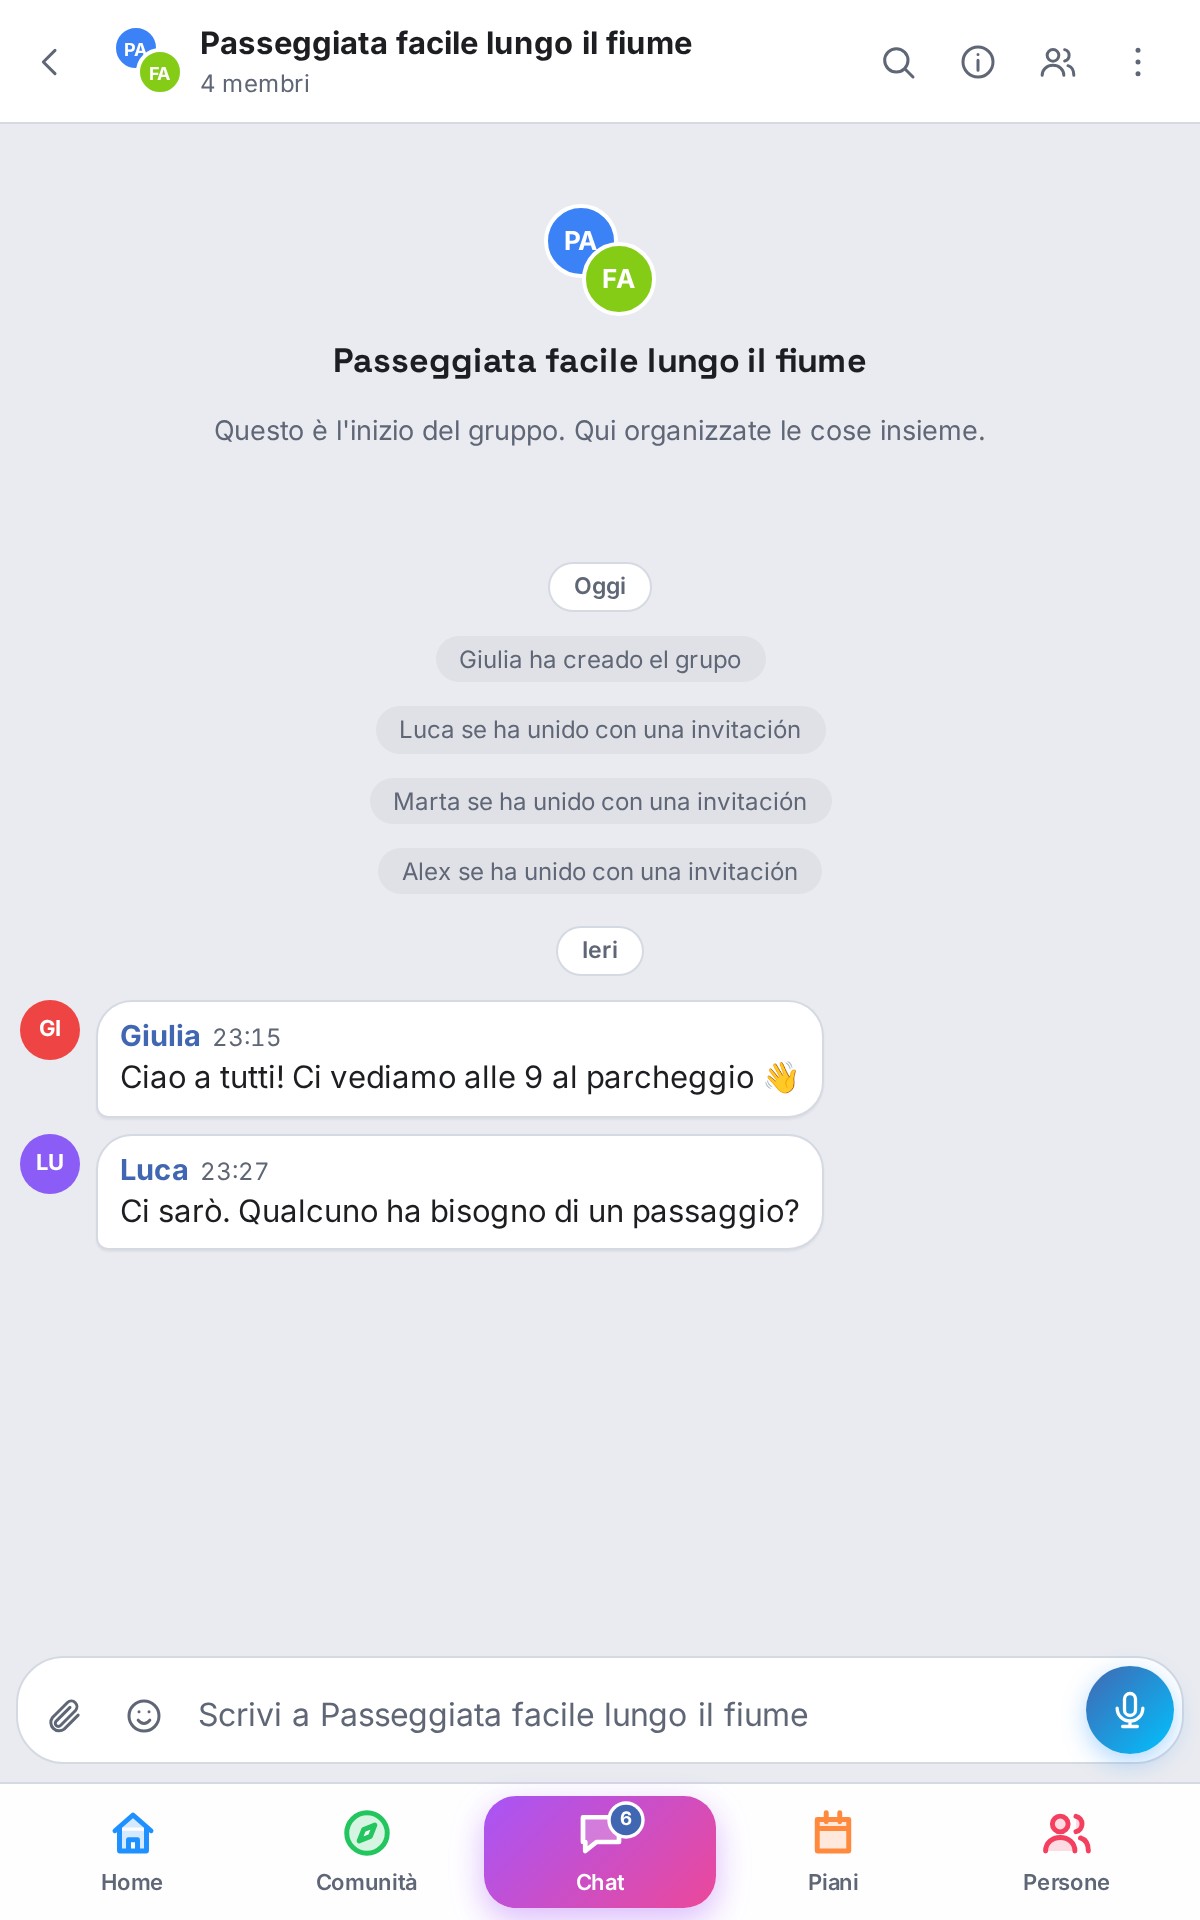 PA
FA
Passeggiata facile lungo il fiume
4 membri
PA
FA
Passeggiata facile lungo il fiume
Questo è l'inizio del gruppo. Qui organizzate le cose insieme.
Oggi
Giulia ha creado el grupo
Luca se ha unido con una invitación
Marta se ha unido con una invitación
Alex se ha unido con una invitación
Ieri
GI
Giulia 23:15
Ciao a tutti! Ci vediamo alle 9 al parcheggio 👋
LU
Luca 23:27
Ci sarò. Qualcuno ha bisogno di un passaggio?
Scrivi a Passeggiata facile lungo il fiume
6
Home
Comunità
Chat
Piani
Persone